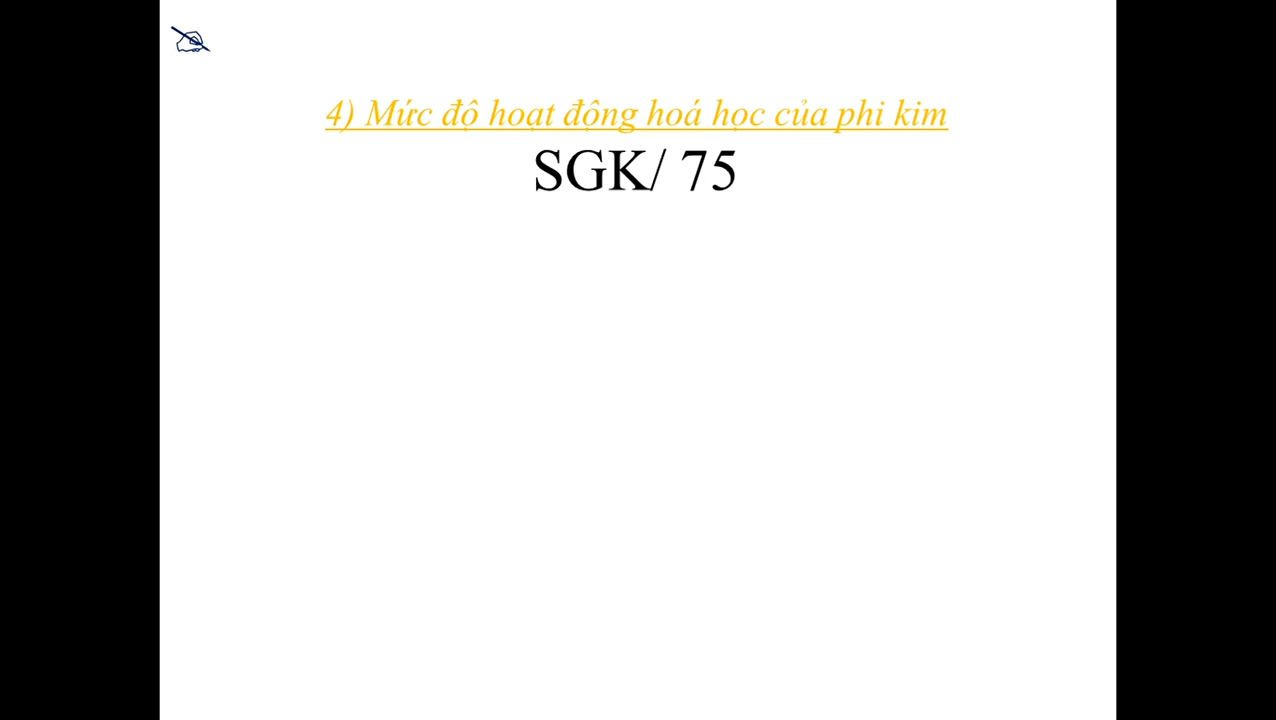 4) Mức độ hoạt động hoá học của phi kim
SGK/ 75